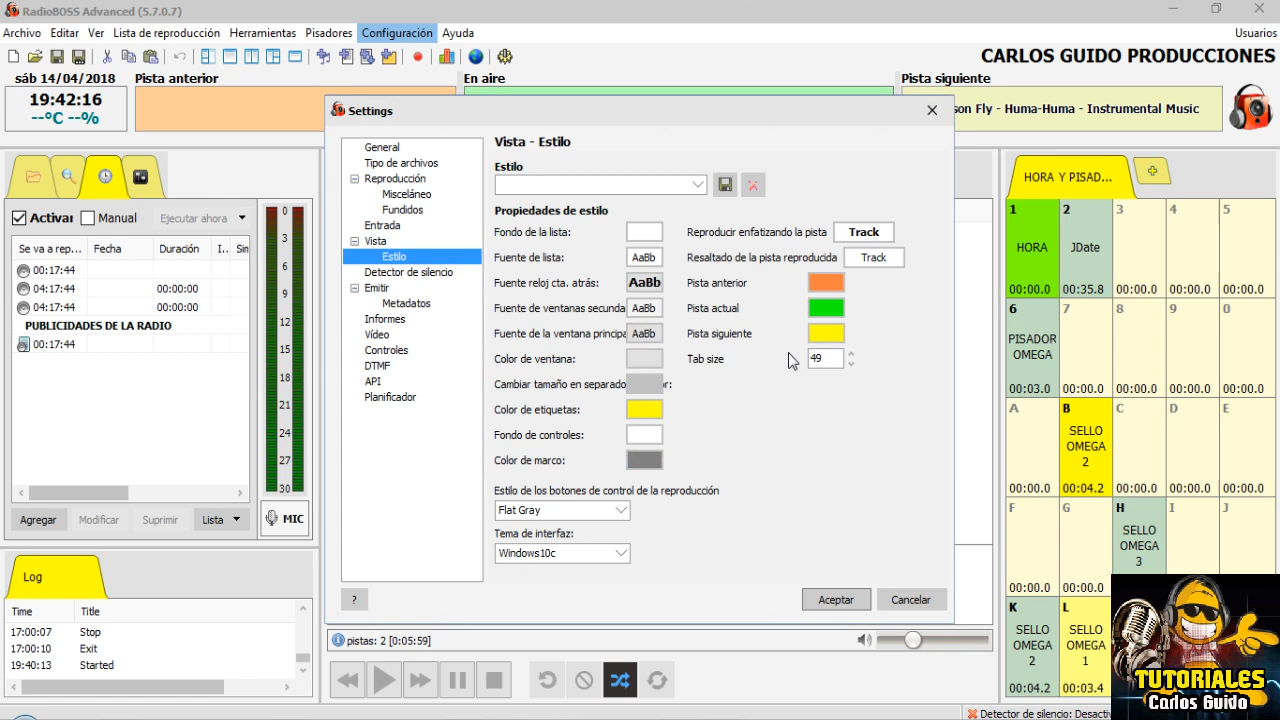 RadioBOSS Advanced (5.7.0.7)
Archivo Editar Ver Lista de reproducción Herramientas Pisadores Configuración Ayuda Usuarios
CARLOS GUIDO PRODUCCIONES
sáb 14/04/2018
19:42:16
--°C --%
Pista anterior
En aire
Pista siguiente
son Fly - Huma-Huma - Instrumental Music
Activar Manual Ejecutar ahora
Se va a rep... Fecha Duración I... Sin
00:17:44
04:17:44 00:00:00
04:17:44 00:00:00
PUBLICIDADES DE LA RADIO
00:17:44
Agregar Modificar Suprimir Lista
0
3
6
9
12
15
18
21
24
27
30
MIC
Log
Time Title
17:00:07 Stop
17:00:10 Exit
19:40:13 Started
Settings
General
Tipo de archivos
Reproducción
Misceláneo
Fundidos
Entrada
Vista
Estilo
Detector de silencio
Emitir
Metadatos
Informes
Vídeo
Controles
DTMF
API
Planificador
Vista - Estilo
Estilo
Propiedades de estilo
Fondo de la lista:
Fuente de lista: AaBb
Fuente reloj cta. atrás: AaBb
Fuente de ventanas secunda AaBb
Fuente de la ventana principa AaBb
Color de ventana:
Cambiar tamaño en separado or:
Color de etiquetas:
Fondo de controles:
Color de marco:
Reproducir enfatizando la pista Track
Resaltado de la pista reproducida Track
Pista anterior
Pista actual
Pista siguiente
Tab size 49
Estilo de los botones de control de la reproducción
Flat Gray
Tema de interfaz:
Windows10c
? Aceptar Cancelar
pistas: 2 [0:05:59]
HORA Y PISAD...
1 2 3 4 5
HORA JDate
00:00.0 00:35.8 00:00.0 00:00.0 00:00.0
6 7 8 9 0
PISADOR
OMEGA
00:03.0 00:00.0 00:00.0 00:00.0 00:00.0
A B C D E
SELLO
OMEGA
2
00:00.0 00:04.2 00:00.0 00:00.0 00:00.0
F G H I J
SELLO
OMEGA
3
00:00.0 00:00.0
K L
SELLO SELLO
OMEGA OMEGA
2 1
00:04.2 00:03.4
TUTORIALES
Carlos Guido
Detector de silencio: Desactiv